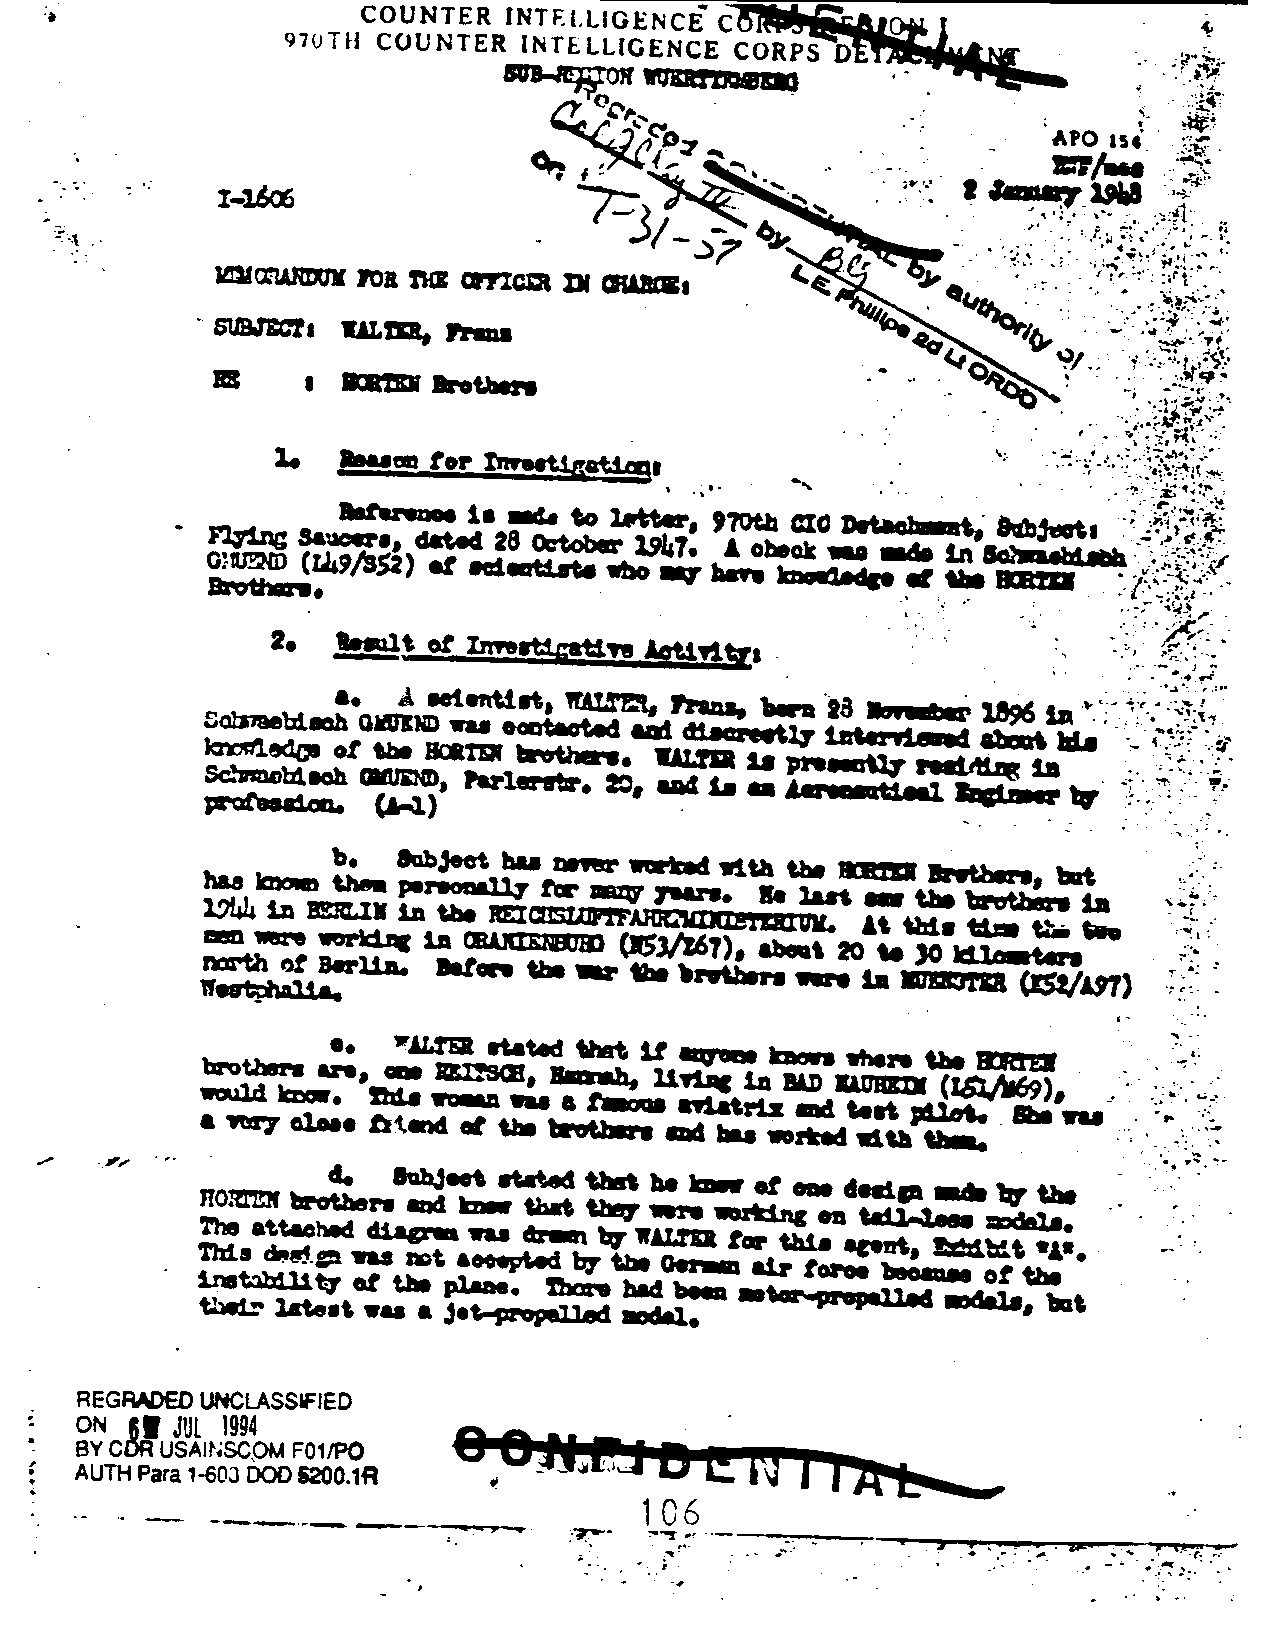 COUNTER INTELLIGENCE CORPS REGION I
970TH COUNTER INTELLIGENCE CORPS DETACHMENT
SUB-REGION WUERTTEMBERG
APO 154
2 January 1948
I-1606
Regraded CONFIDENTIAL by authority of
on 7-31-57 by BCG
L.E. Phillips 2d Lt ORDC
MEMORANDUM FOR THE OFFICER IN CHARGE:
SUBJECT: WALTER, Franz
RE : HORTEN Brothers
1. Reason for Investigation:
Reference is made to letter, 970th CIC Detachment, Subject:
Flying Saucers, dated 28 October 1947. A check was made in Schwaebisch
GMUEND (L49/S52) of scientists who may have knowledge of the HORTEN
Brothers.
2. Result of Investigative Activity:
a. A scientist, WALTER, Franz, born 28 November 1896 in
Schwaebisch GMUEND was contacted and discreetly interviewed about his
knowledge of the HORTEN brothers. WALTER is presently residing in
Schwaebisch GMUEND, Parlerstr. 20, and is an Aeronautical Engineer by
profession. (A-1)
b. Subject has never worked with the HORTEN Brothers, but
has known them personally for many years. He last saw the brothers in
1944 in BERLIN in the REICHSLUFTFAHRTMINISTERIUM. At this time the two
men were working in ORANIENBURG (N53/Z67), about 20 to 30 kilometers
north of Berlin. Before the war the brothers were in MUENSTER (K52/A97)
Westphalia.
c. WALTER stated that if anyone knows where the HORTEN
brothers are, one REITSCH, Hannah, living in BAD NAUHEIM (L51/M69),
would know. This woman was a famous aviatrix and test pilot. She was
a very close friend of the brothers and has worked with them.
d. Subject stated that he knew of one design made by the
HORTEN brothers and knew that they were working on tail-less models.
The attached diagram was drawn by WALTER for this agent, Exhibit "A".
This design was not accepted by the German air force because of the
instability of the plane. There had been motor-propelled models, but
their latest was a jet-propelled model.
REGRADED UNCLASSIFIED
ON JUL 1994
BY CDR USAINSCOM F01/PO
AUTH Para 1-603 DOD 5200.1R
CONFIDENTIAL
106